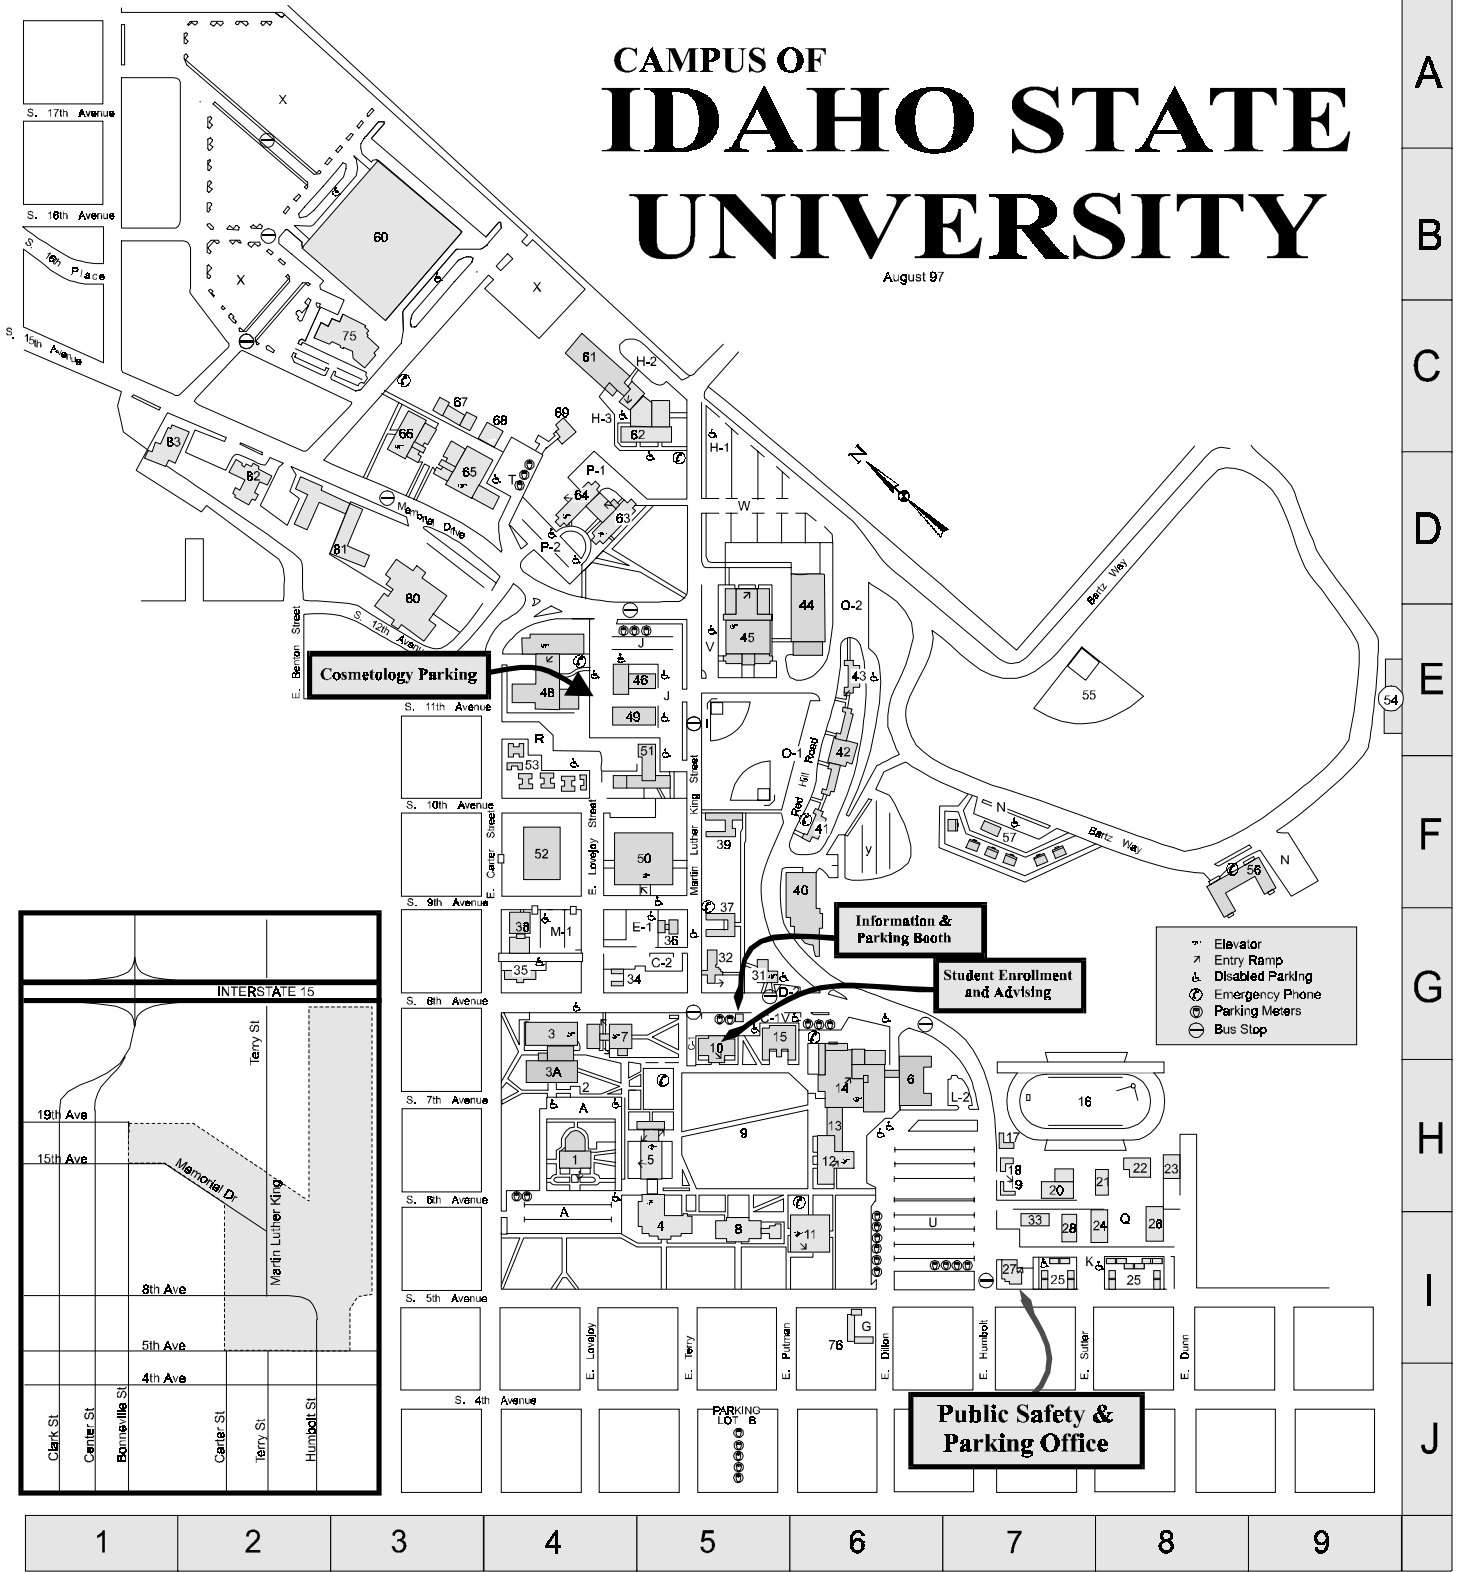 CAMPUS OF
IDAHO STATE
UNIVERSITY
August 97
A
B
C
D
E
F
G
H
I
J
1
2
3
4
5
6
7
8
9
S. 17th Avenue
S. 16th Avenue
S. 16th Place
S. 15th Avenue
X
60
X
X
75
61
H-2
H-3
62
H-1
67
68
69
66
65
T
P-1
64
63
P-2
W
83
82
81
80
Memorial Drive
N
Bartz Way
E. Benton Street
S. 12th Avenue
Cosmetology Parking
S. 11th Avenue
48
J
46
J
49
51
I
V
45
44
O-2
43
42
O-1
Red Hill Road
41
y
55
54
R
53
S. 10th Avenue
E. Carter Street
E. Lovejoy Street
Martin Luther King Street
52
50
39
40
N
57
Bartz Way
56
N
S. 9th Avenue
38
M-1
E-1
36
37
35
34
C-2
32
31
D-
Information &
Parking Booth
Student Enrollment
and Advising
Elevator
Entry Ramp
Disabled Parking
Emergency Phone
Parking Meters
Bus Stop
S. 8th Avenue
3
7
3A
2
C-1
10
C-1
V
15
14
6
L-2
16
S. 7th Avenue
A
1
5
9
13
12
17
18
19
20
21
22
23
S. 6th Avenue
A
4
8
11
U
33
28
24
Q
26
27
25
K
25
S. 5th Avenue
E. Lovejoy
E. Terry
E. Putman
76
G
E. Dillon
E. Humbolt
E. Sutler
E. Dunn
S. 4th Avenue
PARKING
LOT B
Public Safety &
Parking Office
INTERSTATE 15
Terry St
19th Ave
15th Ave
Memorial Dr
Martin Luther King
8th Ave
5th Ave
4th Ave
Clark St
Center St
Bonneville St
Carter St
Terry St
Humbolt St